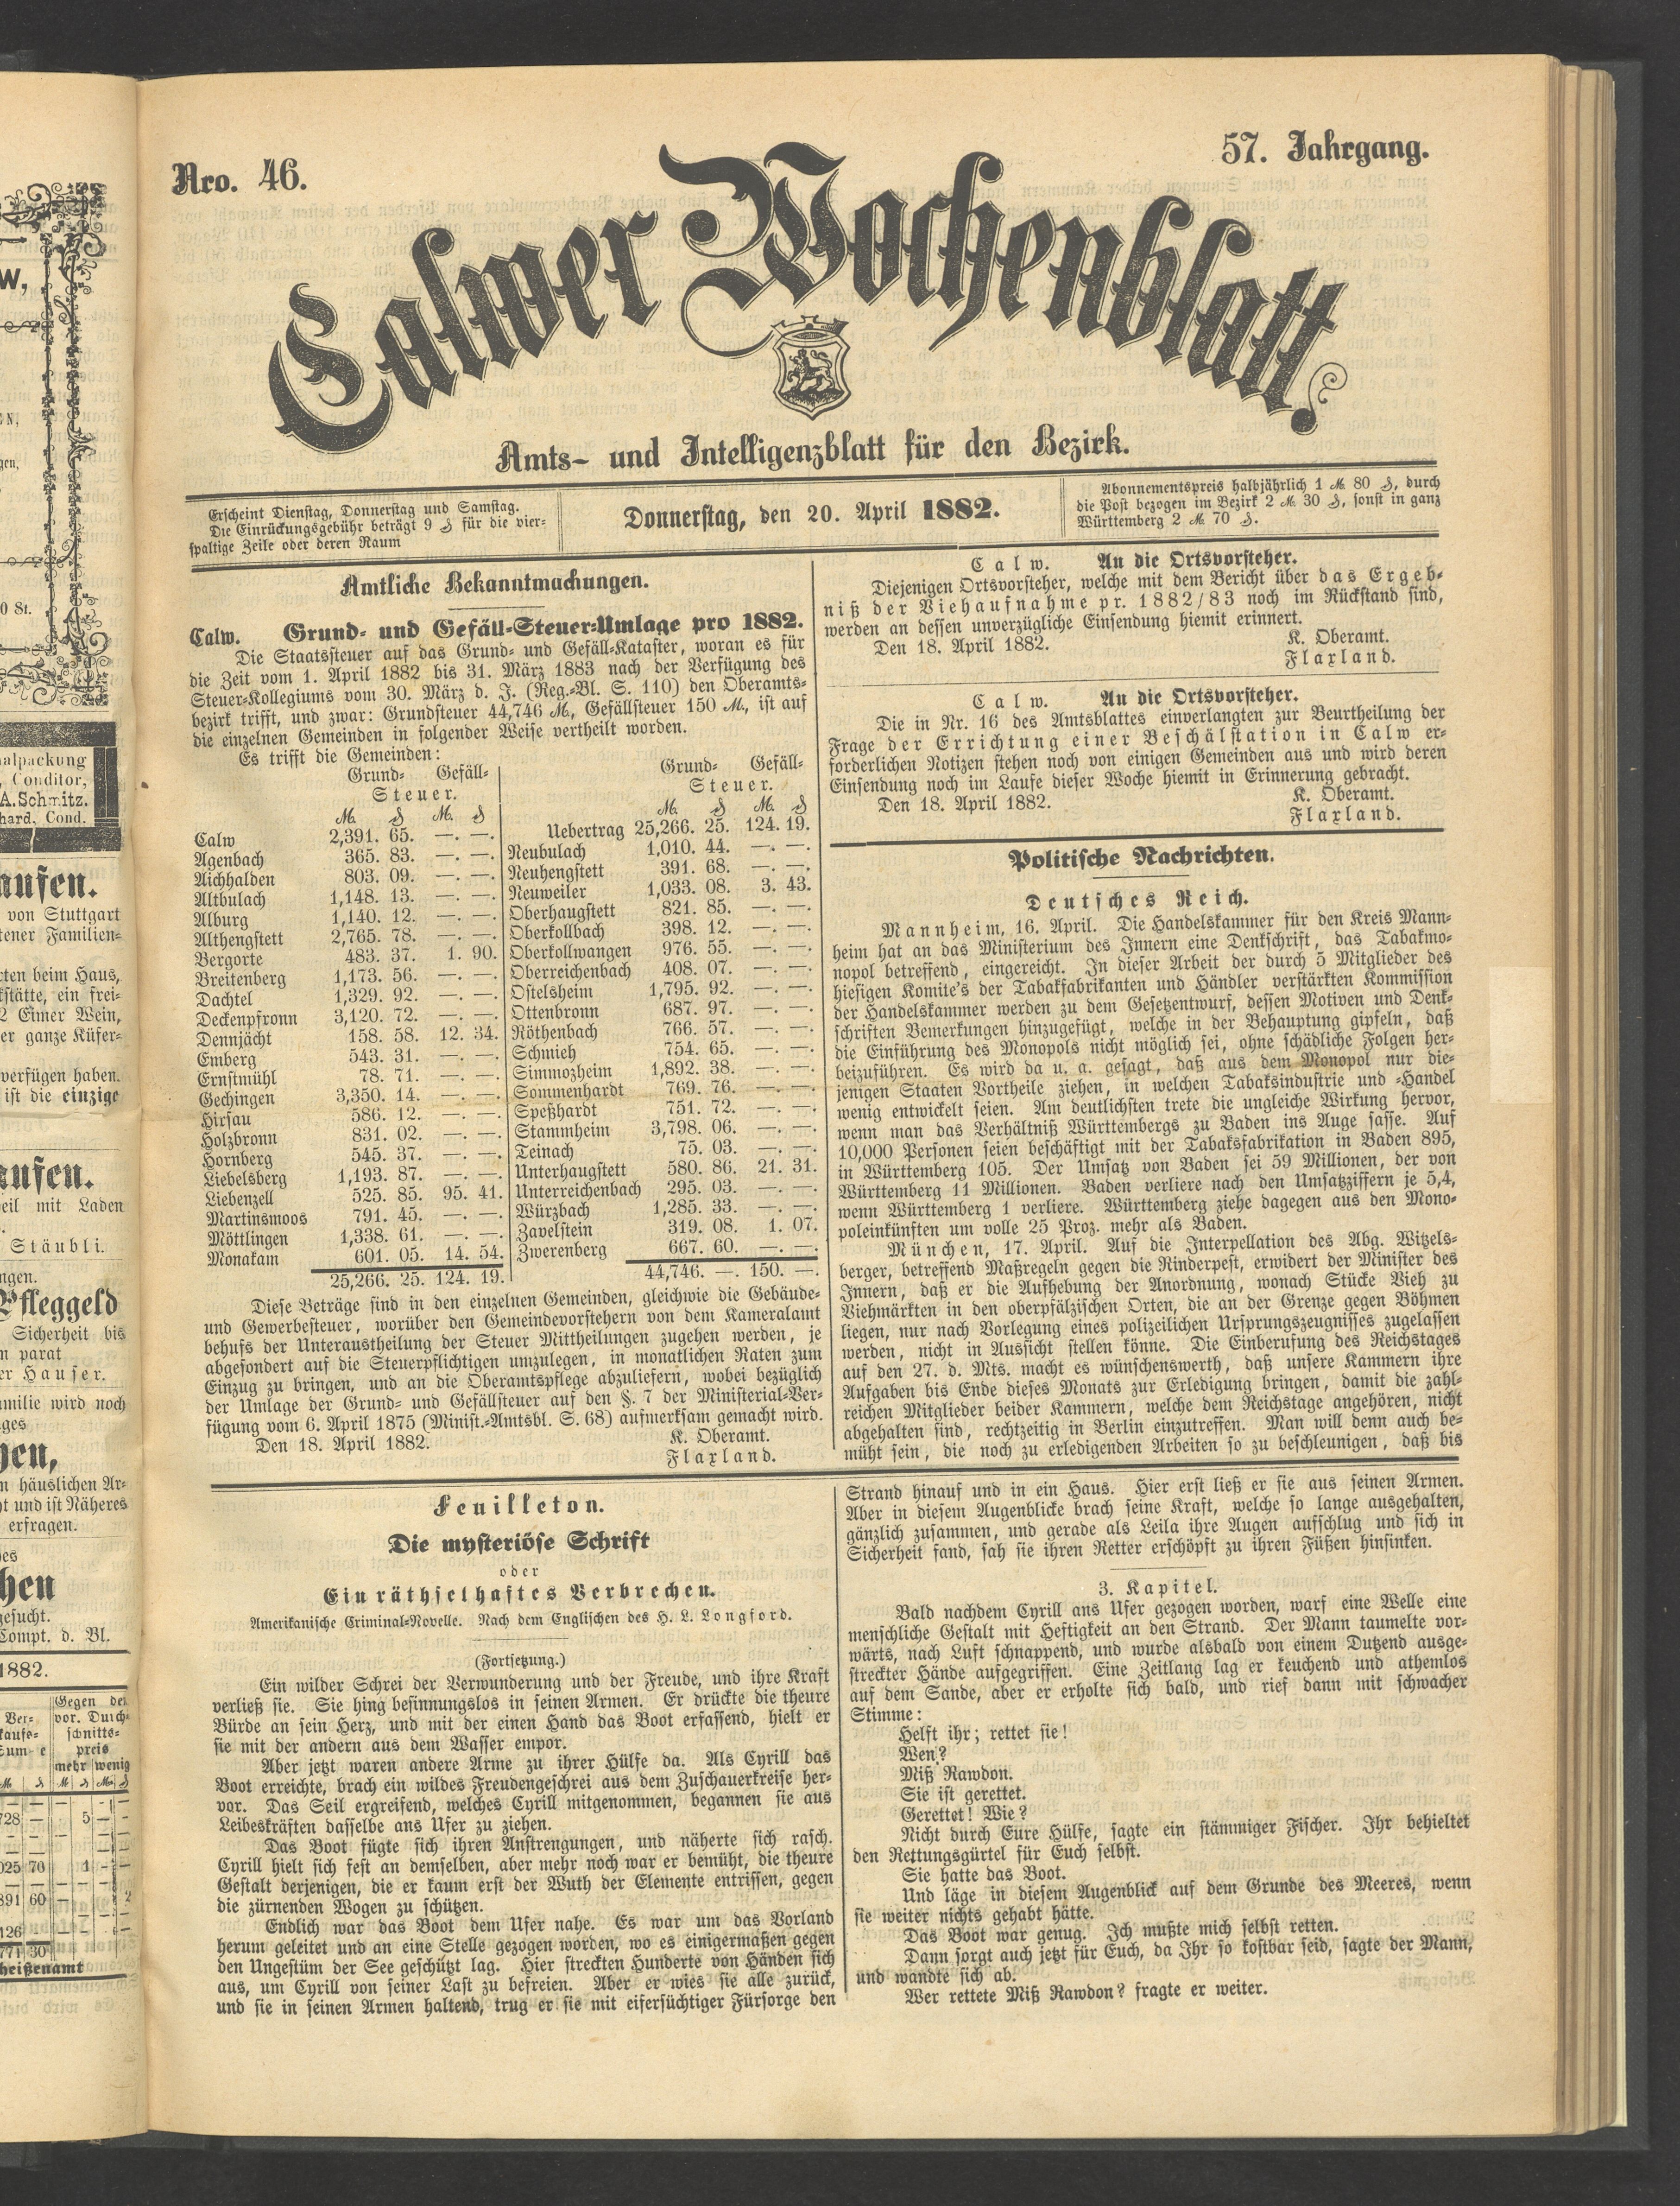 Nro. 46.
57. Jahrgang.
Calwer Wochenblatt.
Amts- und Intelligenzblatt für den Bezirk.
Erscheint Dienstag, Donnerstag und Samstag.
Die Einrückungsgebühr beträgt 9 ₰ für die vier-
spaltige Zeile oder deren Raum
Donnerstag, den 20. April 1882.
Abonnementspreis halbjährlich 1 ℳ 80 ₰, durch
die Post bezogen im Bezirk 2 ℳ 30 ₰, sonst in ganz
Württemberg 2 ℳ 70 ₰.
Amtliche Bekanntmachungen.
Calw. Grund- und Gefäll-Steuer-Umlage pro 1882.
Die Staatssteuer auf das Grund- und Gefäll-Kataster, woran es für
die Zeit vom 1. April 1882 bis 31. März 1883 nach der Verfügung des
Steuer-Kollegiums vom 30. März d. J. (Reg.-Bl. S. 110) den Oberamts-
bezirk trifft, und zwar: Grundsteuer 44,746 ℳ, Gefällsteuer 150 ℳ, ist auf
die einzelnen Gemeinden in folgender Weise vertheilt worden.
Es trifft die Gemeinden:
Grund- Gefäll-
Steuer.
ℳ ₰ ℳ ₰
Calw 2,391. 65. —. —.
Agenbach 365. 83. —. —.
Aichhalden 803. 09. —. —.
Altbulach 1,148. 13. —. —.
Alburg 1,140. 12. —. —.
Althengstett 2,765. 78. —. —.
Bergorte 483. 37. 1. 90.
Breitenberg 1,173. 56. —. —.
Dachtel 1,329. 92. —. —.
Deckenpfronn 3,120. 72. —. —.
Dennjächt 158. 58. 12. 34.
Emberg 543. 31. —. —.
Ernstmühl 78. 71. —. —.
Gechingen 3,350. 14. —. —.
Hirsau 586. 12. —. —.
Holzbronn 831. 02. —. —.
Hornberg 545. 37. —. —.
Liebelsberg 1,193. 87. —. —.
Liebenzell 525. 85. 95. 41.
Martinsmoos 791. 45. —. —.
Möttlingen 1,338. 61. —. —.
Monakam 601. 05. 14. 54.
25,266. 25. 124. 19.
Grund- Gefäll-
Steuer.
ℳ ₰ ℳ ₰
Uebertrag 25,266. 25. 124. 19.
Neubulach 1,010. 44. —. —.
Neuhengstett 391. 68. —. —.
Neuweiler 1,033. 08. 3. 43.
Oberhaugstett 821. 85. —. —.
Oberkollbach 398. 12. —. —.
Oberkollwangen 976. 55. —. —.
Oberreichenbach 408. 07. —. —.
Ostelsheim 1,795. 92. —. —.
Ottenbronn 687. 97. —. —.
Röthenbach 766. 57. —. —.
Schmieh 754. 65. —. —.
Simmozheim 1,892. 38. —. —.
Sommenhardt 769. 76. —. —.
Speßhardt 751. 72. —. —.
Stammheim 3,798. 06. —. —.
Teinach 75. 03. —. —.
Unterhaugstett 580. 86. 21. 31.
Unterreichenbach 295. 03. —. —.
Würzbach 1,285. 33. —. —.
Zavelstein 319. 08. 1. 07.
Zwerenberg 667. 60. —. —.
44,746. —. 150. —.
Diese Beträge sind in den einzelnen Gemeinden, gleichwie die Gebäude-
und Gewerbesteuer, worüber den Gemeindevorstehern von dem Kameralamt
behufs der Unteraustheilung der Steuer Mittheilungen zugehen werden, je
abgesondert auf die Steuerpflichtigen umzulegen, in monatlichen Raten zum
Einzug zu bringen, und an die Oberamtspflege abzuliefern, wobei bezüglich
der Umlage der Grund- und Gefällsteuer auf den §. 7 der Ministerial-Ver-
fügung vom 6. April 1875 (Minist.-Amtsbl. S. 68) aufmerksam gemacht wird.
Den 18. April 1882.
K. Oberamt.
Flaxland.
Calw. An die Ortsvorsteher.
Diejenigen Ortsvorsteher, welche mit dem Bericht über das Ergeb-
niß der Viehaufnahme pr. 1882/83 noch im Rückstand sind,
werden an dessen unverzügliche Einsendung hiemit erinnert.
Den 18. April 1882.
K. Oberamt.
Flaxland.
Calw. An die Ortsvorsteher.
Die in Nr. 16 des Amtsblattes einverlangten zur Beurtheilung der
Frage der Errichtung einer Beschälstation in Calw er-
forderlichen Notizen stehen noch von einigen Gemeinden aus und wird deren
Einsendung noch im Laufe dieser Woche hiemit in Erinnerung gebracht.
Den 18. April 1882.
K. Oberamt.
Flaxland.
Politische Nachrichten.
Deutsches Reich.
Mannheim, 16. April. Die Handelskammer für den Kreis Mann-
heim hat an das Ministerium des Innern eine Denkschrift, das Tabakmo-
nopol betreffend, eingereicht. In dieser Arbeit der durch 5 Mitglieder des
hiesigen Komite's der Tabakfabrikanten und Händler verstärkten Kommission
der Handelskammer werden zu dem Gesetzentwurf, dessen Motiven und Denk-
schriften Bemerkungen hinzugefügt, welche in der Behauptung gipfeln, daß
die Einführung des Monopols nicht möglich sei, ohne schädliche Folgen her-
beizuführen. Es wird da u. a. gesagt, daß aus dem Monopol nur die-
jenigen Staaten Vortheile ziehen, in welchen Tabaksindustrie und -Handel
wenig entwickelt seien. Am deutlichsten trete die ungleiche Wirkung hervor,
wenn man das Verhältniß Württembergs zu Baden ins Auge fasse. Auf
10,000 Personen seien beschäftigt mit der Tabaksfabrikation in Baden 895,
in Württemberg 105. Der Umsatz von Baden sei 59 Millionen, der von
Württemberg 11 Millionen. Baden verliere nach den Umsatzziffern je 5,4,
wenn Württemberg 1 verliere. Württemberg ziehe dagegen aus den Mono-
poleinkünften um volle 25 Proz. mehr als Baden.
München, 17. April. Auf die Interpellation des Abg. Witzels-
berger, betreffend Maßregeln gegen die Rinderpest, erwidert der Minister des
Innern, daß er die Aufhebung der Anordnung, wonach Stücke Vieh zu
Viehmärkten in den oberpfälzischen Orten, die an der Grenze gegen Böhmen
liegen, nur nach Vorlegung eines polizeilichen Ursprungszeugnisses zugelassen
werden, nicht in Aussicht stellen könne. Die Einberufung des Reichstages
auf den 27. d. Mts. macht es wünschenswerth, daß unsere Kammern ihre
Aufgaben bis Ende dieses Monats zur Erledigung bringen, damit die zahl-
reichen Mitglieder beider Kammern, welche dem Reichstage angehören, nicht
abgehalten sind, rechtzeitig in Berlin einzutreffen. Man will denn auch be-
müht sein, die noch zu erledigenden Arbeiten so zu beschleunigen, daß bis
Feuilleton.
Die mysteriöse Schrift
oder
Ein räthselhaftes Verbrechen.
Amerikanische Criminal-Novelle. Nach dem Englischen des H. L. Longford.
(Fortsetzung.)
Ein wilder Schrei der Verwunderung und der Freude, und ihre Kraft
verließ sie. Sie hing besinnungslos in seinen Armen. Er drückte die theure
Bürde an sein Herz, und mit der einen Hand das Boot erfassend, hielt er
sie mit der andern aus dem Wasser empor.
Aber jetzt waren andere Arme zu ihrer Hülfe da. Als Cyrill das
Boot erreichte, brach ein wildes Freudengeschrei aus dem Zuschauerkreise her-
vor. Das Seil ergreifend, welches Cyrill mitgenommen, begannen sie aus
Leibeskräften dasselbe ans Ufer zu ziehen.
Das Boot fügte sich ihren Anstrengungen, und näherte sich rasch.
Cyrill hielt sich fest an demselben, aber mehr noch war er bemüht, die theure
Gestalt derjenigen, die er kaum erst der Wuth der Elemente entrissen, gegen
die zürnenden Wogen zu schützen.
Endlich war das Boot dem Ufer nahe. Es war um das Vorland
herum geleitet und an eine Stelle gezogen worden, wo es einigermaßen gegen
den Ungestüm der See geschützt lag. Hier streckten Hunderte von Händen sich
aus, um Cyrill von seiner Last zu befreien. Aber er wies sie alle zurück,
und sie in seinen Armen haltend, trug er sie mit eifersüchtiger Fürsorge den
Strand hinauf und in ein Haus. Hier erst ließ er sie aus seinen Armen.
Aber in diesem Augenblicke brach seine Kraft, welche so lange ausgehalten,
gänzlich zusammen, und gerade als Leila ihre Augen aufschlug und sich in
Sicherheit fand, sah sie ihren Retter erschöpft zu ihren Füßen hinsinken.
3. Kapitel.
Bald nachdem Cyrill ans Ufer gezogen worden, warf eine Welle eine
menschliche Gestalt mit Heftigkeit an den Strand. Der Mann taumelte vor-
wärts, nach Luft schnappend, und wurde alsbald von einem Dutzend ausge-
streckter Hände aufgegriffen. Eine Zeitlang lag er keuchend und athemlos
auf dem Sande, aber er erholte sich bald, und rief dann mit schwacher
Stimme:
Helft ihr; rettet sie!
Wen?
Miß Rawdon.
Sie ist gerettet.
Gerettet! Wie?
Nicht durch Eure Hülfe, sagte ein stämmiger Fischer. Ihr behieltet
den Rettungsgürtel für Euch selbst.
Sie hatte das Boot.
Und läge in diesem Augenblick auf dem Grunde des Meeres, wenn
sie weiter nichts gehabt hätte.
Das Boot war genug. Ich mußte mich selbst retten.
Dann sorgt auch jetzt für Euch, da Ihr so kostbar seid, sagte der Mann,
und wandte sich ab.
Wer rettete Miß Rawdon? fragte er weiter.